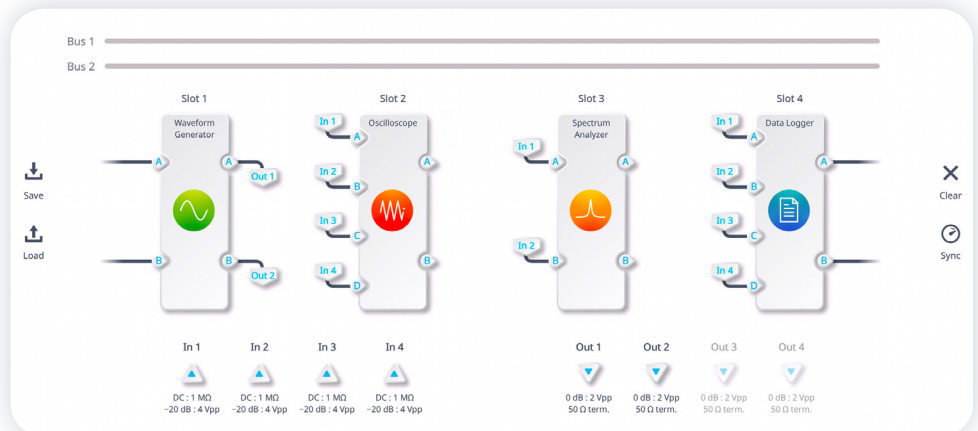 Bus 1
Bus 2
Slot 1
Slot 2
Slot 3
Slot 4
Waveform
Generator
A
B
A
B
Out 1
Out 2
In 1
In 2
In 3
In 4
Oscilloscope
A
B
C
D
A
B
In 1
In 2
Spectrum
Analyzer
A
B
A
B
In 1
In 2
In 3
In 4
Data Logger
A
B
C
D
A
B
Save
Load
Clear
Sync
In 1
In 2
In 3
In 4
Out 1
Out 2
Out 3
Out 4
DC : 1 MΩ
−20 dB : 4 Vpp
DC : 1 MΩ
−20 dB : 4 Vpp
DC : 1 MΩ
−20 dB : 4 Vpp
DC : 1 MΩ
−20 dB : 4 Vpp
0 dB : 2 Vpp
50 Ω term.
0 dB : 2 Vpp
50 Ω term.
0 dB : 2 Vpp
50 Ω term.
0 dB : 2 Vpp
50 Ω term.